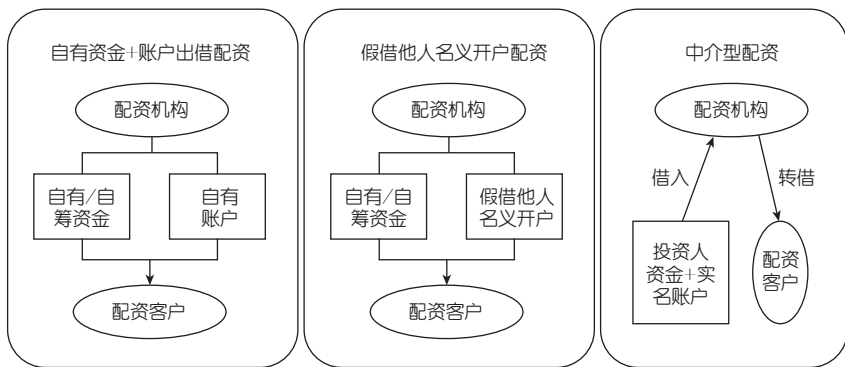 自有资金+账户出借配资
配资机构
自有/自
筹资金
自有
账户
配资客户
假借他人名义开户配资
配资机构
自有/自
筹资金
假借他人
名义开户
配资客户
中介型配资
配资机构
借入
转借
投资人
资金+实
名账户
配资
客户